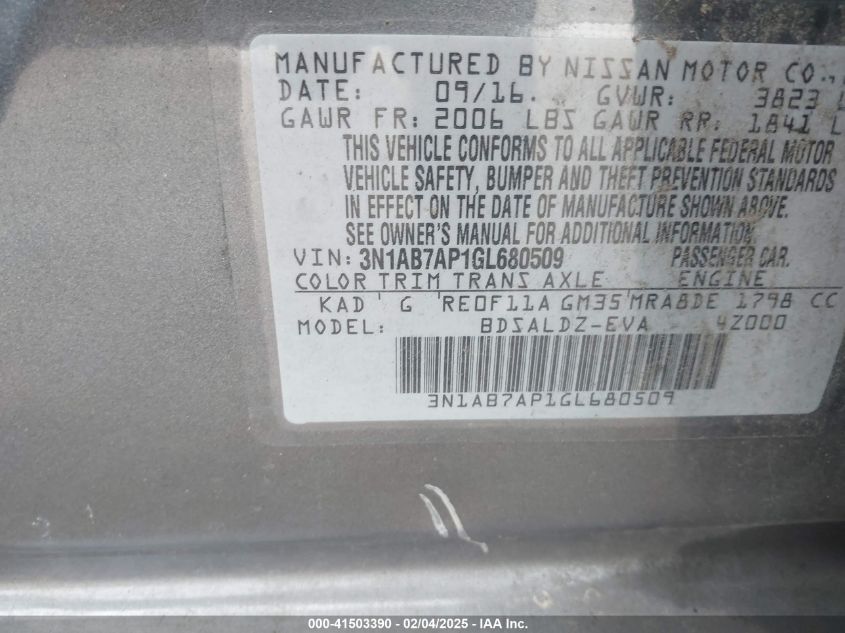 MANUFACTURED BY NISSAN MOTOR CO.,
DATE: 09/16. GVWR: 3823 L
GAWR FR: 2006 LBS GAWR RR: 1841 L
THIS VEHICLE CONFORMS TO ALL APPLICABLE FEDERAL MOTOR
VEHICLE SAFETY, BUMPER AND THEFT PREVENTION STANDARDS
IN EFFECT ON THE DATE OF MANUFACTURE SHOWN ABOVE.
SEE OWNER'S MANUAL FOR ADDITIONAL INFORMATION
VIN: 3N1AB7AP1GL680509 PASSENGER CAR.
COLOR TRIM TRANS AXLE ENGINE
KAD G RE0F11A GM35 MRA8DE 1798 CC
MODEL: BDSALDZ-EVA 4Z000
3N1AB7AP1GL680509
000-41503390 - 02/04/2025 - IAA Inc.